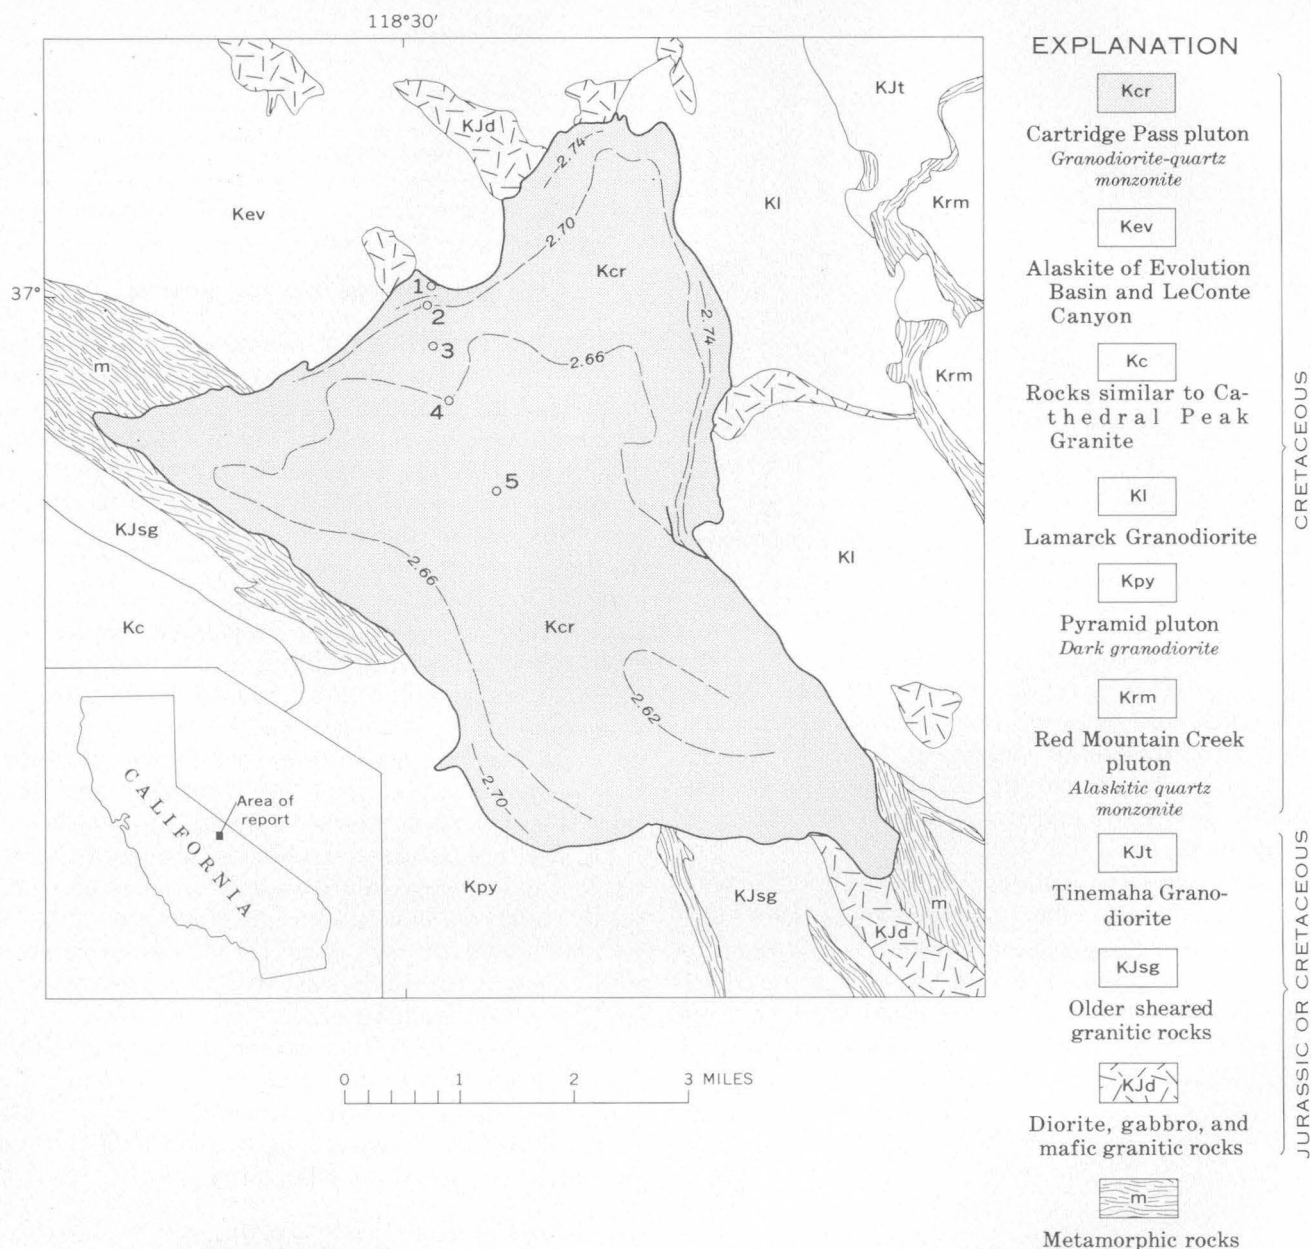 118°30'
37°
KJd
KJt
Kev
Kl
Krm
2.74
2.70
Kcr
1
2
3
4
5
2.66
2.74
m
Krm
KJsg
Kc
2.66
Kcr
Kl
2.62
2.70
Kpy
KJsg
KJd
m
CALIFORNIA
Area of
report
0 1 2 3 MILES
EXPLANATION
Kcr
Cartridge Pass pluton
Granodiorite-quartz
monzonite
Kev
Alaskite of Evolution
Basin and LeConte
Canyon
Kc
Rocks similar to Ca-
thedral Peak
Granite
Kl
Lamarck Granodiorite
Kpy
Pyramid pluton
Dark granodiorite
Krm
Red Mountain Creek
pluton
Alaskitic quartz
monzonite
CRETACEOUS
KJt
Tinemaha Grano-
diorite
KJsg
Older sheared
granitic rocks
KJd
Diorite, gabbro, and
mafic granitic rocks
JURASSIC OR CRETACEOUS
m
Metamorphic rocks